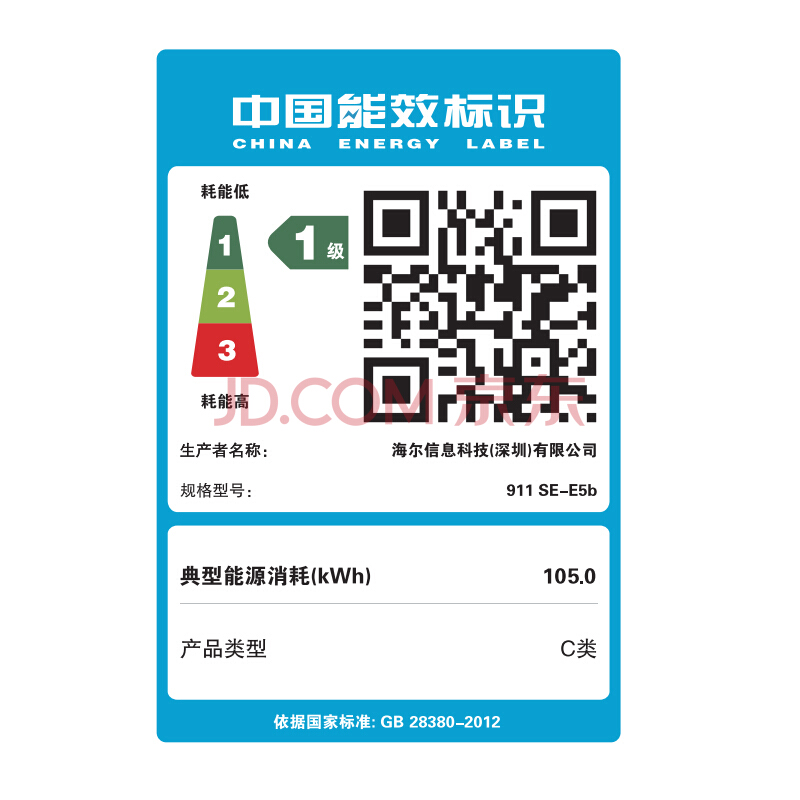 中国能效标识
CHINA ENERGY LABEL
耗能低
1
1级
2
3
耗能高
JD.COM 京东
生产者名称： 海尔信息科技(深圳)有限公司
规格型号： 911 SE-E5b
典型能源消耗(kWh) 105.0
产品类型 C类
依据国家标准: GB 28380-2012